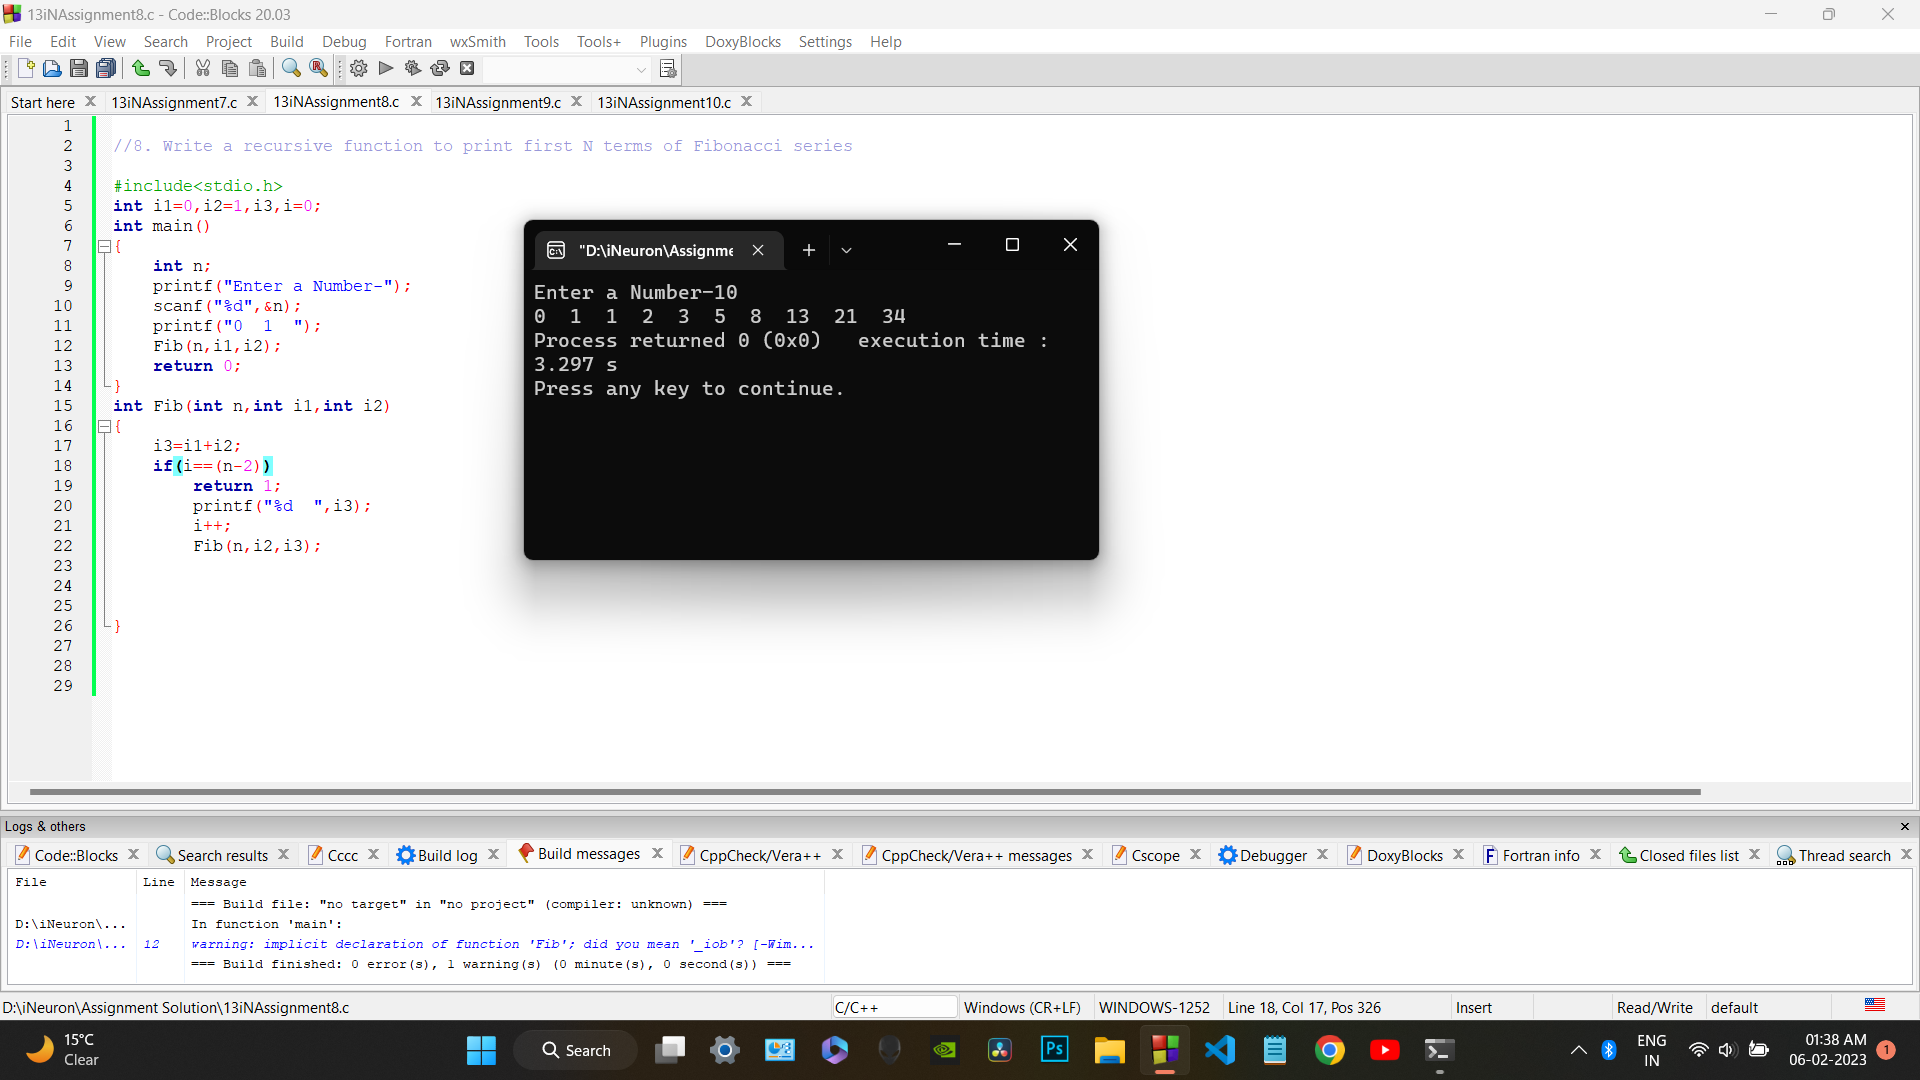 13iNAssignment8.c - Code::Blocks 20.03
File Edit View Search Project Build Debug Fortran wxSmith Tools Tools+ Plugins DoxyBlocks Settings Help
Start here 13iNAssignment7.c 13iNAssignment8.c 13iNAssignment9.c 13iNAssignment10.c
1
2 //8. Write a recursive function to print first N terms of Fibonacci series
3
4 #include<stdio.h>
5 int i1=0,i2=1,i3,i=0;
6 int main()
7 {
8 int n;
9 printf("Enter a Number-");
10 scanf("%d",&n);
11 printf("0  1  ");
12 Fib(n,i1,i2);
13 return 0;
14 }
15 int Fib(int n,int i1,int i2)
16 {
17 i3=i1+i2;
18 if(i==(n-2))
19 return 1;
20 printf("%d  ",i3);
21 i++;
22 Fib(n,i2,i3);
23
24
25
26 }
27
28
29
"D:\iNeuron\Assignme
Enter a Number-10
0  1  1  2  3  5  8  13  21  34
Process returned 0 (0x0)   execution time :
3.297 s
Press any key to continue.
Logs & others
Code::Blocks Search results Cccc Build log Build messages CppCheck/Vera++ CppCheck/Vera++ messages Cscope Debugger DoxyBlocks Fortran info Closed files list Thread search
File Line Message
=== Build file: "no target" in "no project" (compiler: unknown) ===
D:\iNeuron\... In function 'main':
D:\iNeuron\... 12 warning: implicit declaration of function 'Fib'; did you mean '_iob'? [-Wim...
=== Build finished: 0 error(s), 1 warning(s) (0 minute(s), 0 second(s)) ===
D:\iNeuron\Assignment Solution\13iNAssignment8.c C/C++ Windows (CR+LF) WINDOWS-1252 Line 18, Col 17, Pos 326 Insert Read/Write default
15°C
Clear
Search
Ps
ENG
IN
01:38 AM
06-02-2023
1